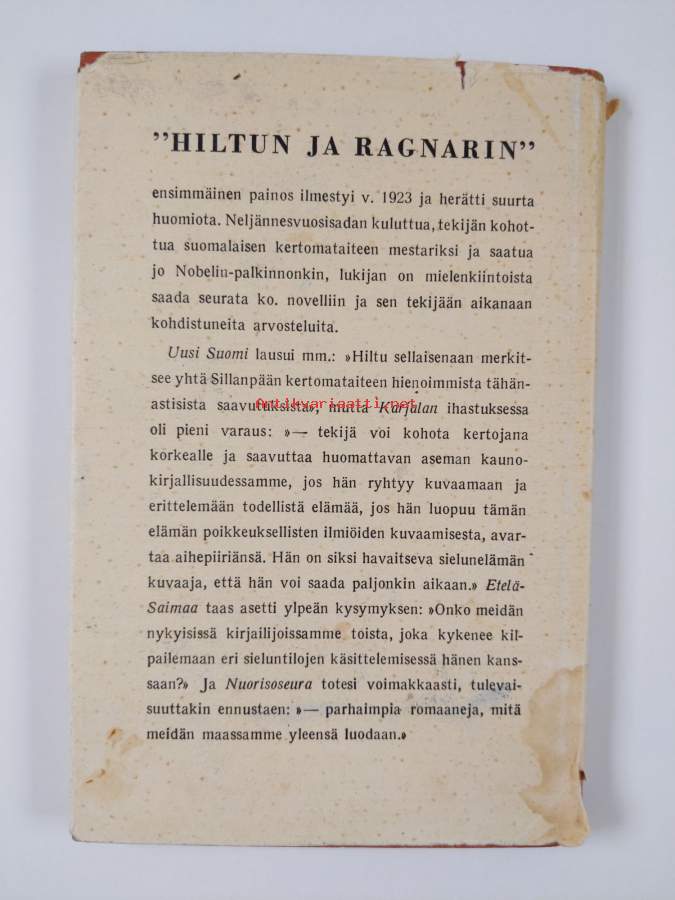 "HILTUN JA RAGNARIN"
ensimmäinen painos ilmestyi v. 1923 ja herätti suurta
huomiota. Neljännesvuosisadan kuluttua, tekijän kohot-
tua suomalaisen kertomataiteen mestariksi ja saatua
jo Nobelin-palkinnonkin, lukijan on mielenkiintoista
saada seurata ko. novelliin ja sen tekijään aikanaan
kohdistuneita arvosteluita.
Uusi Suomi lausui mm.: »Hiltu sellaisenaan merkit-
see yhtä Sillanpään kertomataiteen hienoimmista tähän-
astisista saavutuksista», mutta Karjalan ihastuksessa
antikvariaatti.net
oli pieni varaus: »— tekijä voi kohota kertojana
korkealle ja saavuttaa huomattavan aseman kauno-
kirjallisuudessamme, jos hän ryhtyy kuvaamaan ja
erittelemään todellistä elämää, jos hän luopuu tämän
elämän poikkeuksellisten ilmiöiden kuvaamisesta, avar-
taa aihepiiriänsä. Hän on siksi havaitseva sielunelämän
kuvaaja, että hän voi saada paljonkin aikaan.» Etelä-
Saimaa taas asetti ylpeän kysymyksen: »Onko meidän
nykyisissä kirjailijoissamme toista, joka kykenee kil-
pailemaan eri sieluntilojen käsittelemisessä hänen kans-
saan?» Ja Nuorisoseura totesi voimakkaasti, tulevai-
suuttakin ennustaen: »— parhaimpia romaaneja, mitä
meidän maassamme yleensä luodaan.»